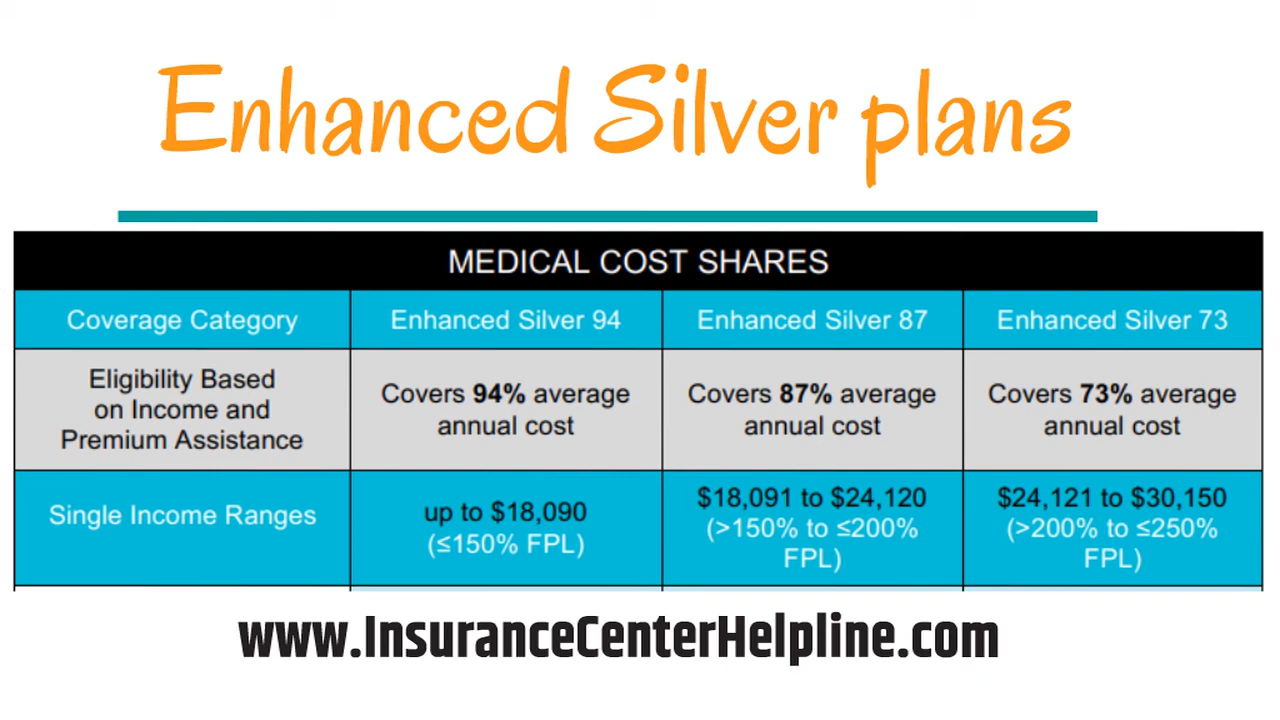 Enhanced Silver plans
MEDICAL COST SHARES
Coverage Category
Enhanced Silver 94
Enhanced Silver 87
Enhanced Silver 73
Eligibility Based
on Income and
Premium Assistance
Covers 94% average
annual cost
Covers 87% average
annual cost
Covers 73% average
annual cost
Single Income Ranges
up to $18,090
(≤150% FPL)
$18,091 to $24,120
(>150% to ≤200%
FPL)
$24,121 to $30,150
(>200% to ≤250%
FPL)
www.InsuranceCenterHelpline.com